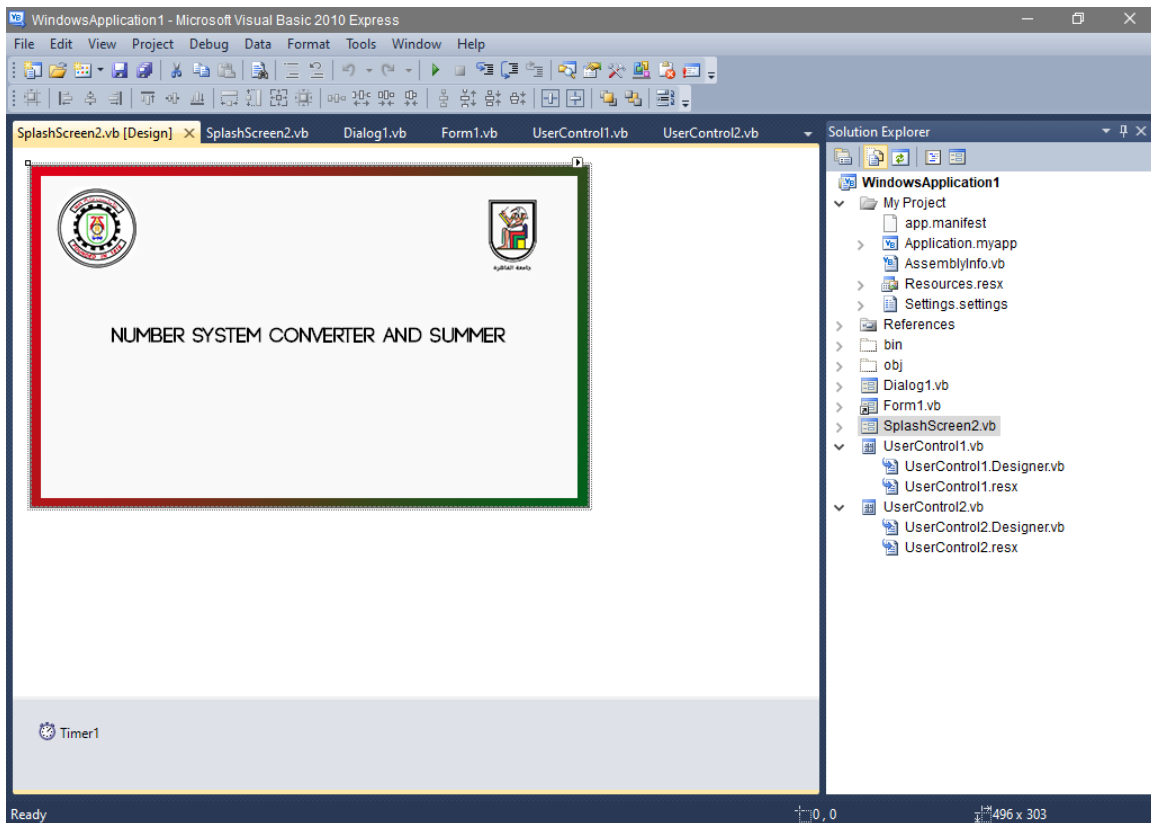 WindowsApplication1 - Microsoft Visual Basic 2010 Express
File Edit View Project Debug Data Format Tools Window Help
SplashScreen2.vb [Design] SplashScreen2.vb Dialog1.vb Form1.vb UserControl1.vb UserControl2.vb
جامعة القاهرة
NUMBER SYSTEM CONVERTER AND SUMMER
Timer1
Solution Explorer
WindowsApplication1
My Project
app.manifest
Application.myapp
AssemblyInfo.vb
Resources.resx
Settings.settings
References
bin
obj
Dialog1.vb
Form1.vb
SplashScreen2.vb
UserControl1.vb
UserControl1.Designer.vb
UserControl1.resx
UserControl2.vb
UserControl2.Designer.vb
UserControl2.resx
Ready 0 , 0 496 x 303